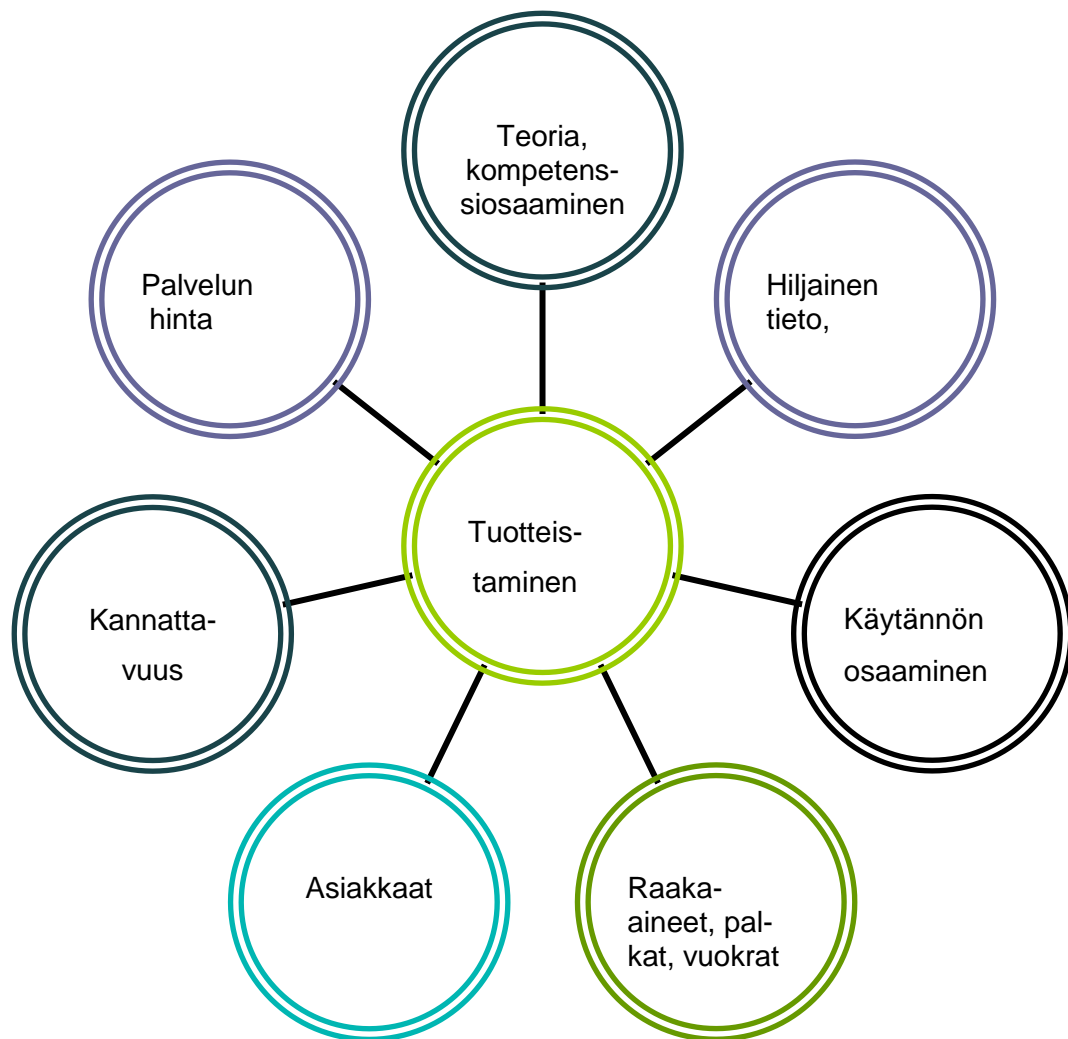 Teoria,
kompetens-
siosaaminen
Palvelun
hinta
Hiljainen
tieto,
Tuotteis-
taminen
Kannatta-
vuus
Käytännön
osaaminen
Asiakkaat
Raaka-
aineet, pal-
kat, vuokrat